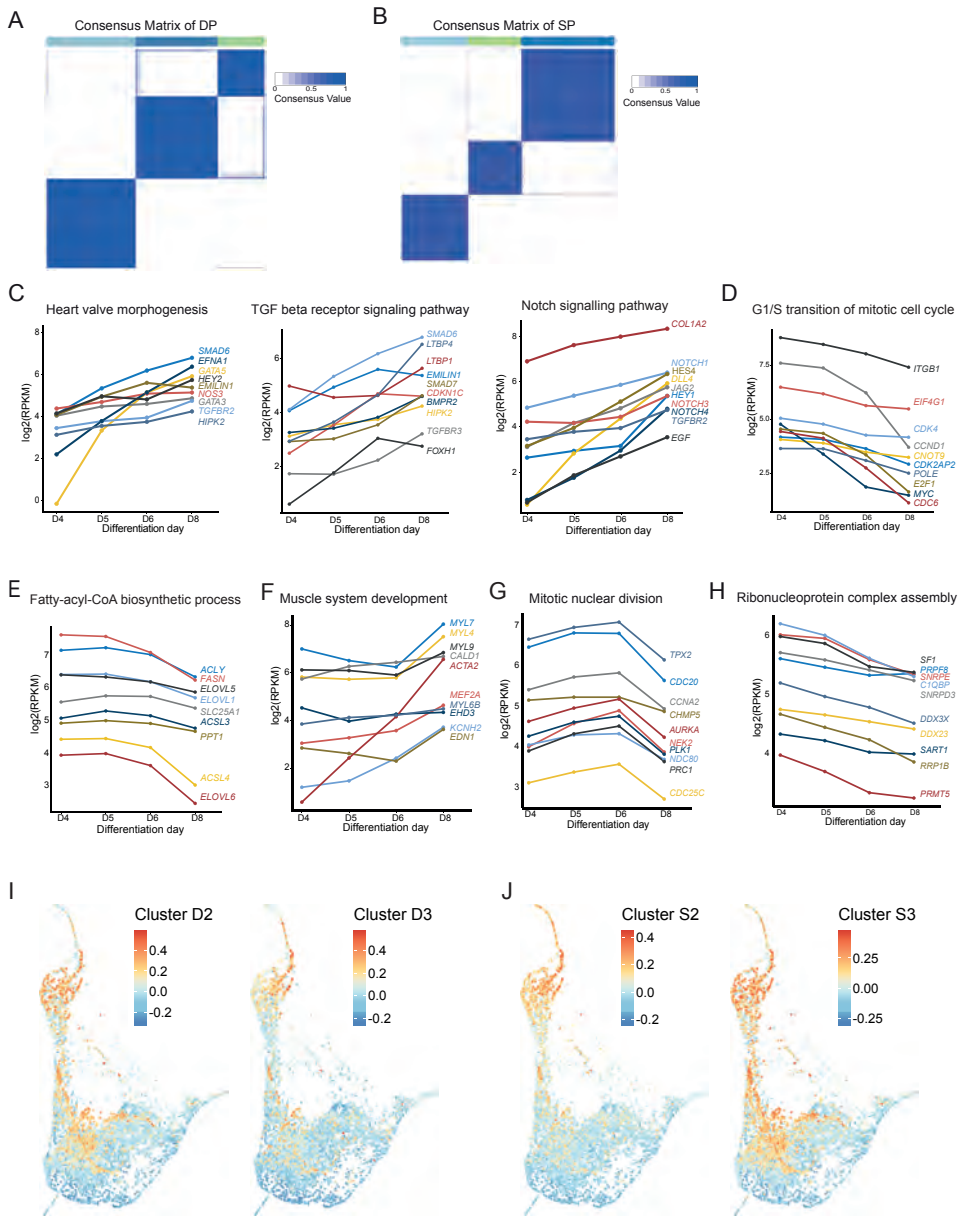 A
Consensus Matrix of DP
0 0.5 1
Consensus Value
B
Consensus Matrix of SP
0 0.5 1
Consensus Value
C
Heart valve morphogenesis
log2(RPKM)
8
6
4
2
0
SMAD6
EFNA1
GATA5
HEY2
EMILIN1
NOS3
GATA3
TGFBR2
HIPK2
D4 D5 D6 D8
Differentiation day
TGF beta receptor signaling pathway
log2(RPKM)
6
4
2
SMAD6
LTBP4
LTBP1
EMILIN1
SMAD7
CDKN1C
BMPR2
HIPK2
TGFBR3
FOXH1
D4 D5 D6 D8
Differentiation day
Notch signalling pathway
log2(RPKM)
8
6
4
2
COL1A2
NOTCH1
HES4
DLL4
JAG2
HEY1
NOTCH3
NOTCH4
TGFBR2
EGF
D4 D5 D6 D8
Differentiation day
D
G1/S transition of mitotic cell cycle
log2(RPKM)
7.5
5.0
2.5
ITGB1
EIF4G1
CDK4
CCND1
CNOT9
CDK2AP2
POLE
E2F1
MYC
CDC6
D4 D5 D6 D8
Differentiation day
E
Fatty-acyl-CoA biosynthetic process
log2(RPKM)
7
6
5
3
ACLY
FASN
ELOVL5
ELOVL1
SLC25A1
ACSL3
PPT1
ACSL4
ELOVL6
D4 D5 D6 D8
Differentiation day
F
Muscle system development
log2(RPKM)
8
6
4
2
MYL7
MYL4
MYL9
CALD1
ACTA2
MEF2A
MYL6B
EHD3
KCNH2
EDN1
D4 D5 D6 D8
Differentiation day
G
Mitotic nuclear division
log2(RPKM)
7
6
5
4
3
TPX2
CDC20
CCNA2
CHMP5
AURKA
NEK2
PLK1
NDC80
PRC1
CDC25C
D4 D5 D6 D8
Differentiation day
H
Ribonucleoprotein complex assembly
log2(RPKM)
6
5
4
SF1
PRPF8
SNRPE
C1QBP
SNRPD3
DDX3X
DDX23
SART1
RRP1B
PRMT5
D4 D5 D6 D8
Differentiation day
I
Cluster D2
0.4
0.2
0.0
-0.2
Cluster D3
0.4
0.2
0.0
-0.2
J
Cluster S2
0.4
0.2
0.0
-0.2
Cluster S3
0.25
0.00
-0.25